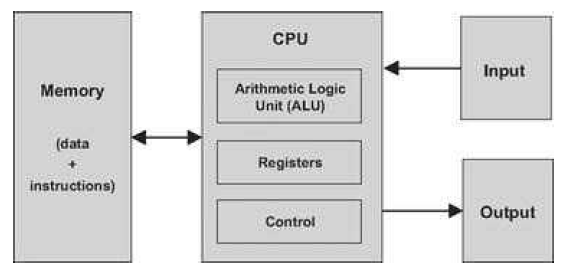 Memory
(data
+
instructions)
CPU
Arithmetic Logic
Unit (ALU)
Registers
Control
Input
Output